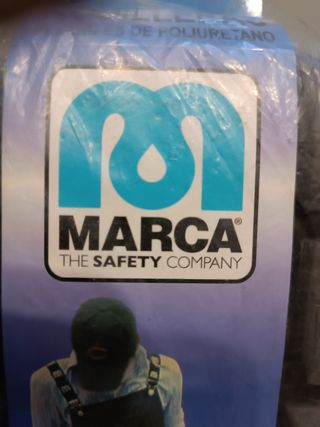 DE POLIURETANO
MARCA®
THE SAFETY COMPANY